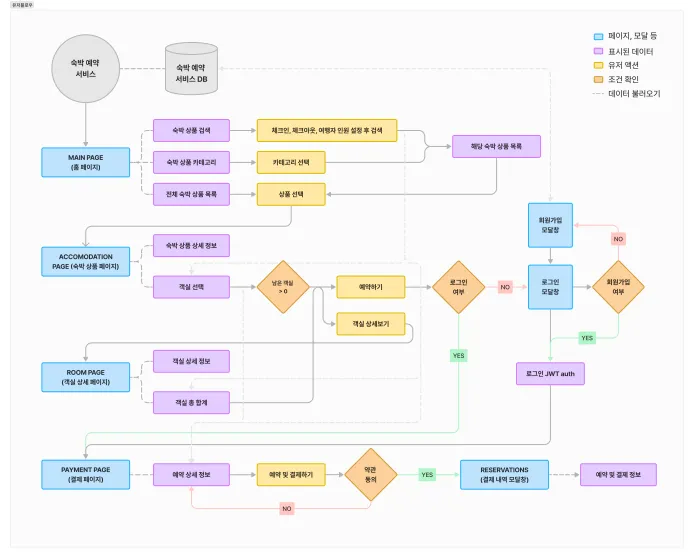 유저플로우
숙박 예약
서비스
숙박 예약
서비스 DB
페이지, 모달 등
표시된 데이터
유저 액션
조건 확인
데이터 불러오기
MAIN PAGE
(홈 페이지)
숙박 상품 검색
체크인, 체크아웃, 여행자 인원 설정 후 검색
해당 숙박 상품 목록
숙박 상품 카테고리
카테고리 선택
전체 숙박 상품 목록
상품 선택
회원가입
모달창
NO
ACCOMODATION
PAGE (숙박 상품 페이지)
숙박 상품 상세 정보
객실 선택
남은 객실
> 0
예약하기
로그인
여부
NO
로그인
모달창
회원가입
여부
객실 상세보기
YES
YES
ROOM PAGE
(객실 상세 페이지)
객실 상세 정보
객실 총 합계
로그인 JWT auth
PAYMENT PAGE
(결제 페이지)
예약 상세 정보
예약 및 결제하기
약관
동의
YES
RESERVATIONS
(결제 내역 모달창)
예약 및 결제 정보
NO